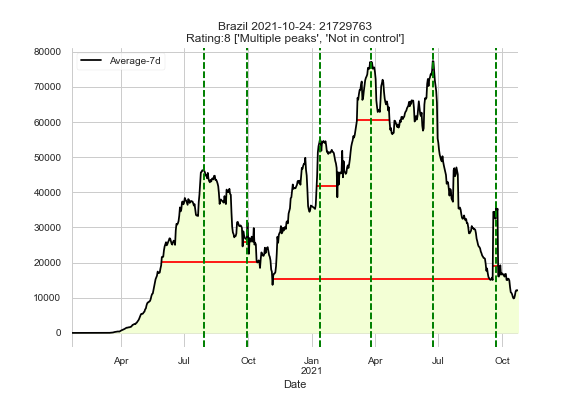 Brazil 2021-10-24: 21729763
Rating:8 ['Multiple peaks', 'Not in control']
Average-7d
80000
70000
60000
50000
40000
30000
20000
10000
0
Apr
Jul
Oct
Jan
2021
Apr
Jul
Oct
Date